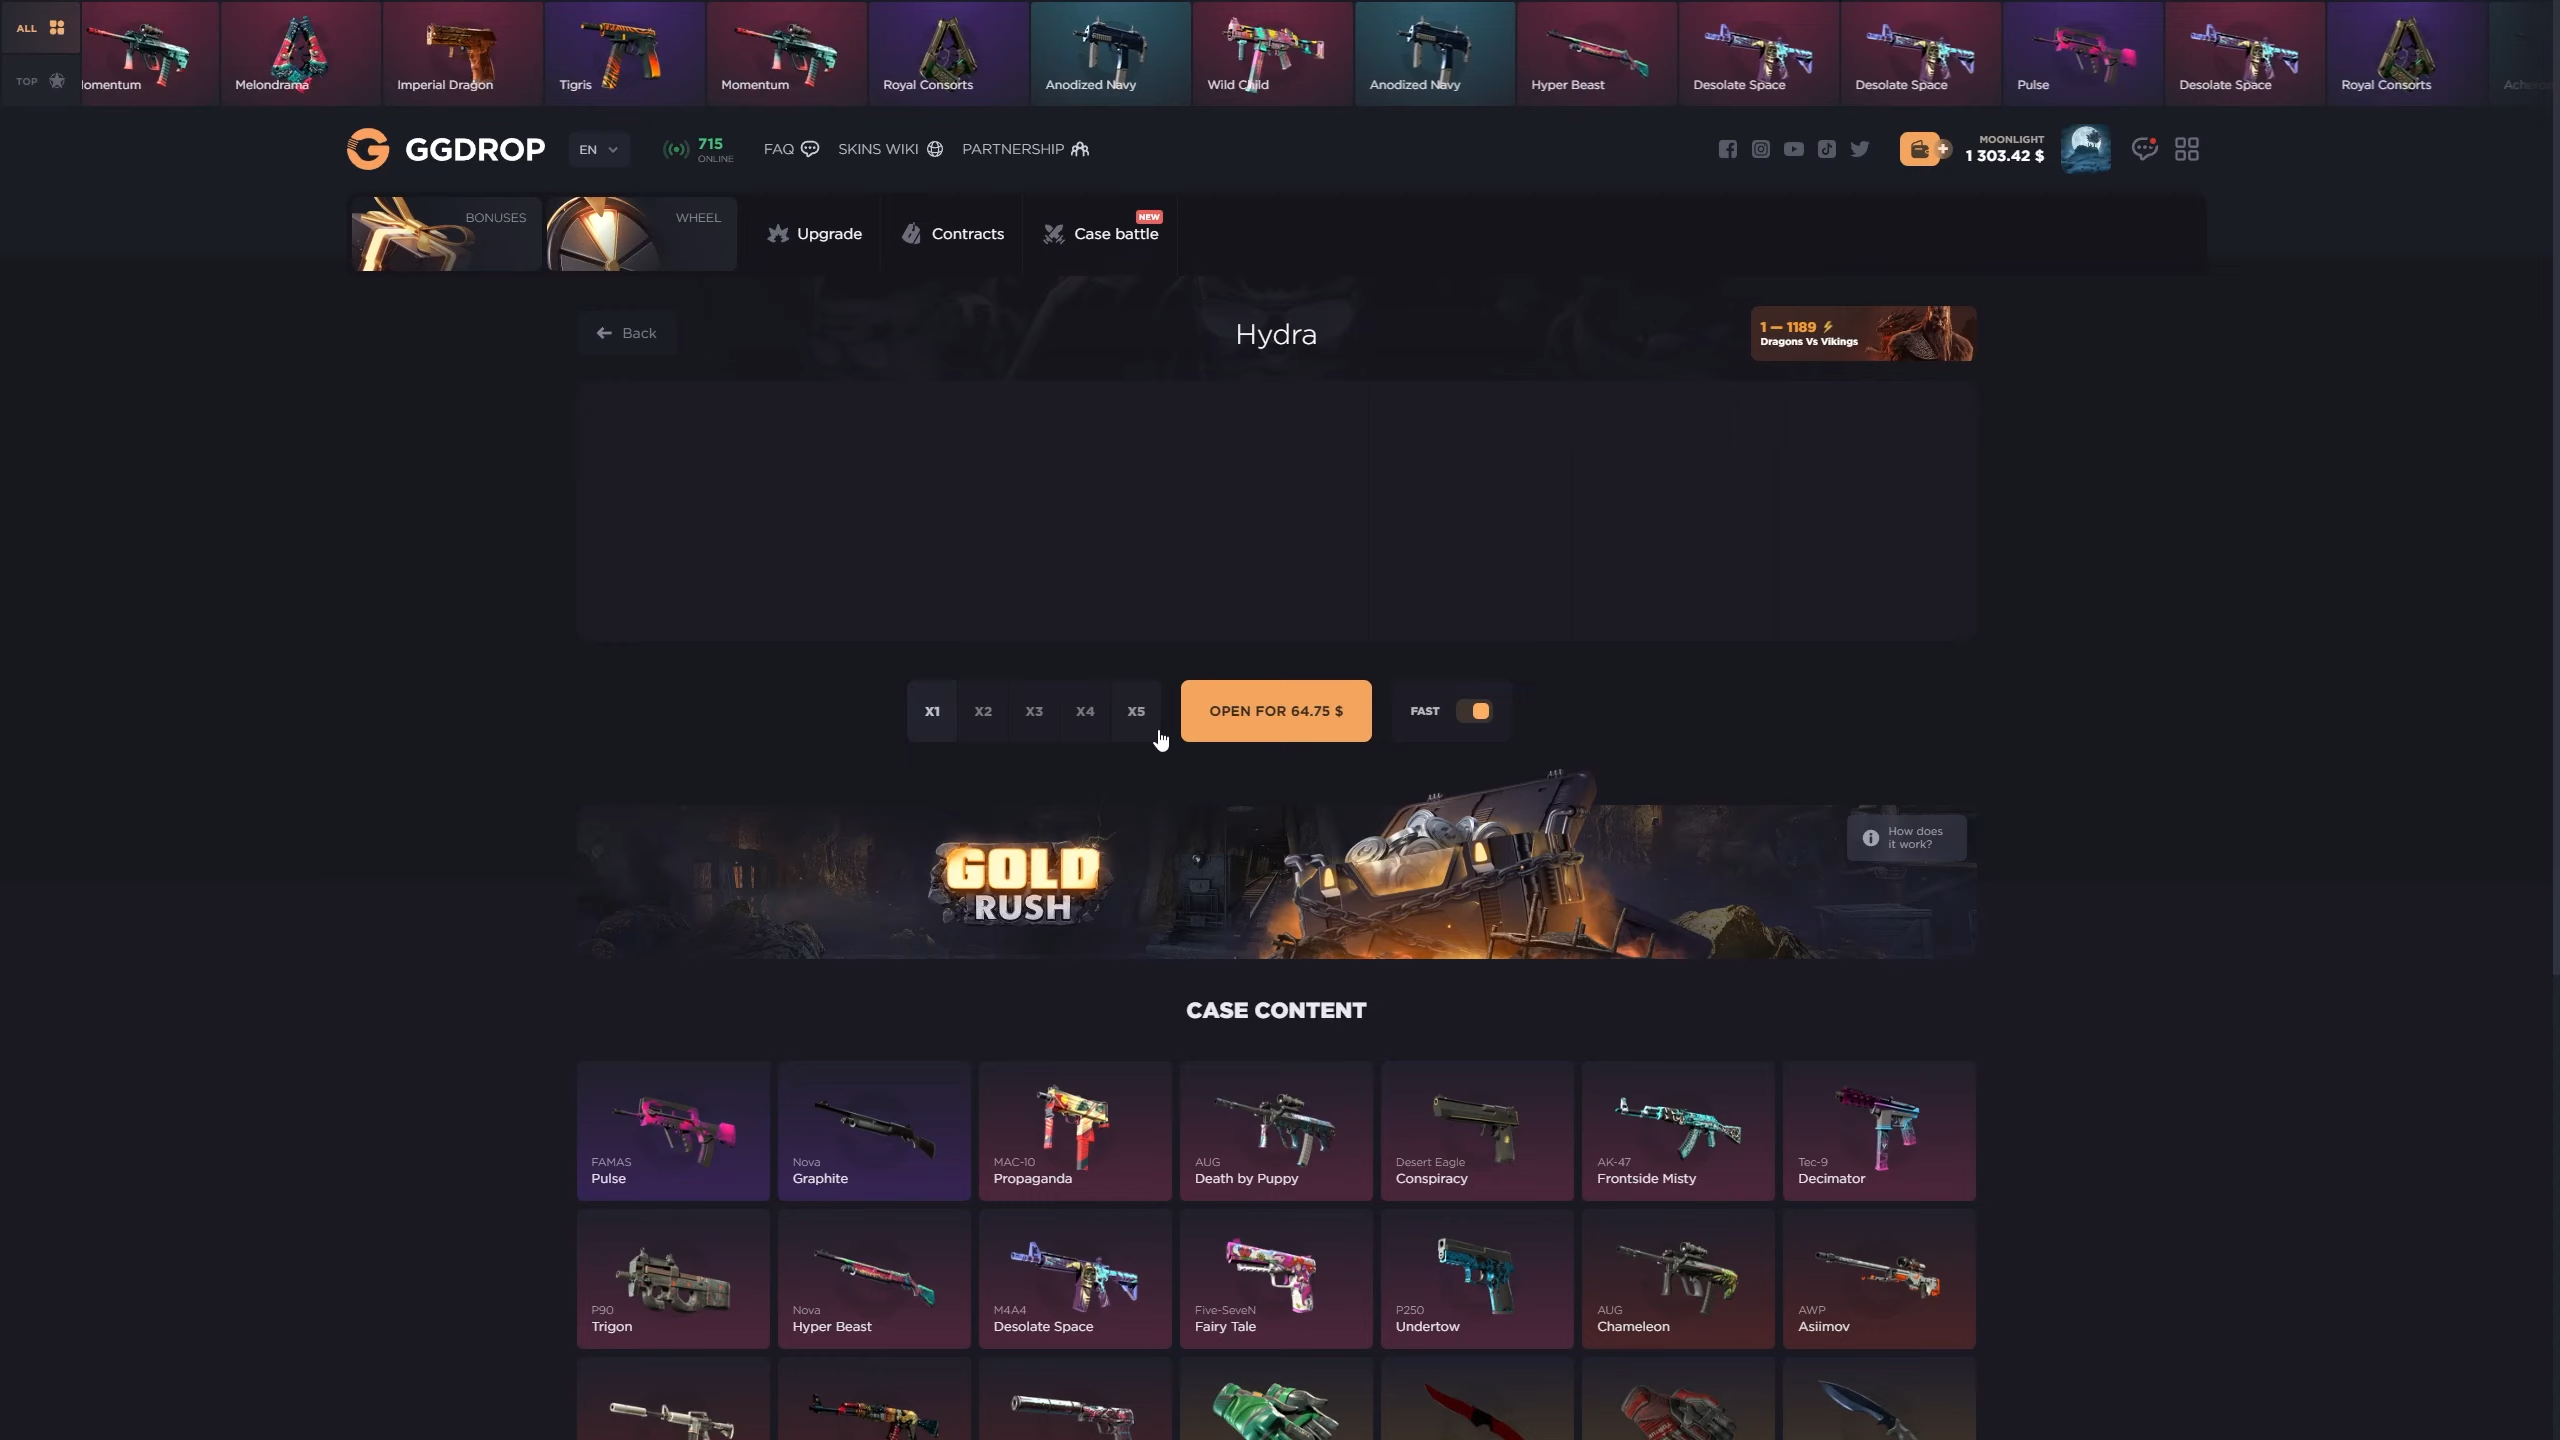 ALL
TOP
Momentum
Melondrama
Imperial Dragon
Tigris
Momentum
Royal Consorts
Anodized Navy
Wild Child
Anodized Navy
Hyper Beast
Desolate Space
Desolate Space
Pulse
Desolate Space
Royal Consorts
GGDROP
EN
715
ONLINE
FAQ
SKINS WIKI
PARTNERSHIP
MOONLIGHT
1 303.42 $
BONUSES
WHEEL
Upgrade
Contracts
NEW
Case battle
Back
Hydra
1 — 1189
Dragons Vs Vikings
X1
X2
X3
X4
X5
OPEN FOR 64.75 $
FAST
GOLD
RUSH
How does
it work?
CASE CONTENT
FAMAS
Pulse
Nova
Graphite
MAC-10
Propaganda
AUG
Death by Puppy
Desert Eagle
Conspiracy
AK-47
Frontside Misty
Tec-9
Decimator
P90
Trigon
Nova
Hyper Beast
M4A4
Desolate Space
Five-SeveN
Fairy Tale
P250
Undertow
AUG
Chameleon
AWP
Asiimov